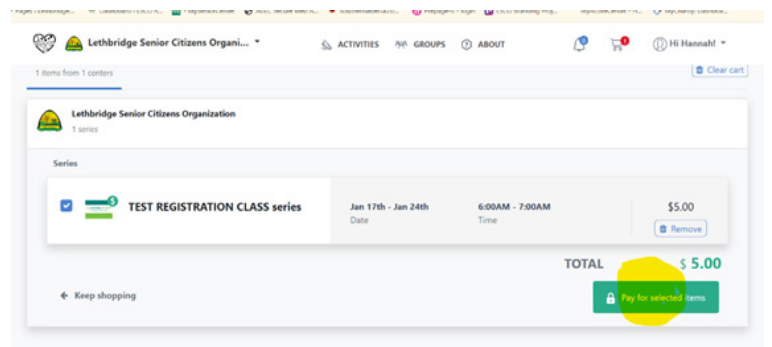 Lethbridge Senior Citizens Organi...
ACTIVITIES GROUPS ABOUT
Hi Hannah!
1 items from 1 centers
Clear cart
Lethbridge Senior Citizens Organization
1 series
Series
TEST REGISTRATION CLASS series
Jan 17th - Jan 24th
Date
6:00AM - 7:00AM
Time
$5.00
Remove
TOTAL $ 5.00
Keep shopping
Pay for selected items